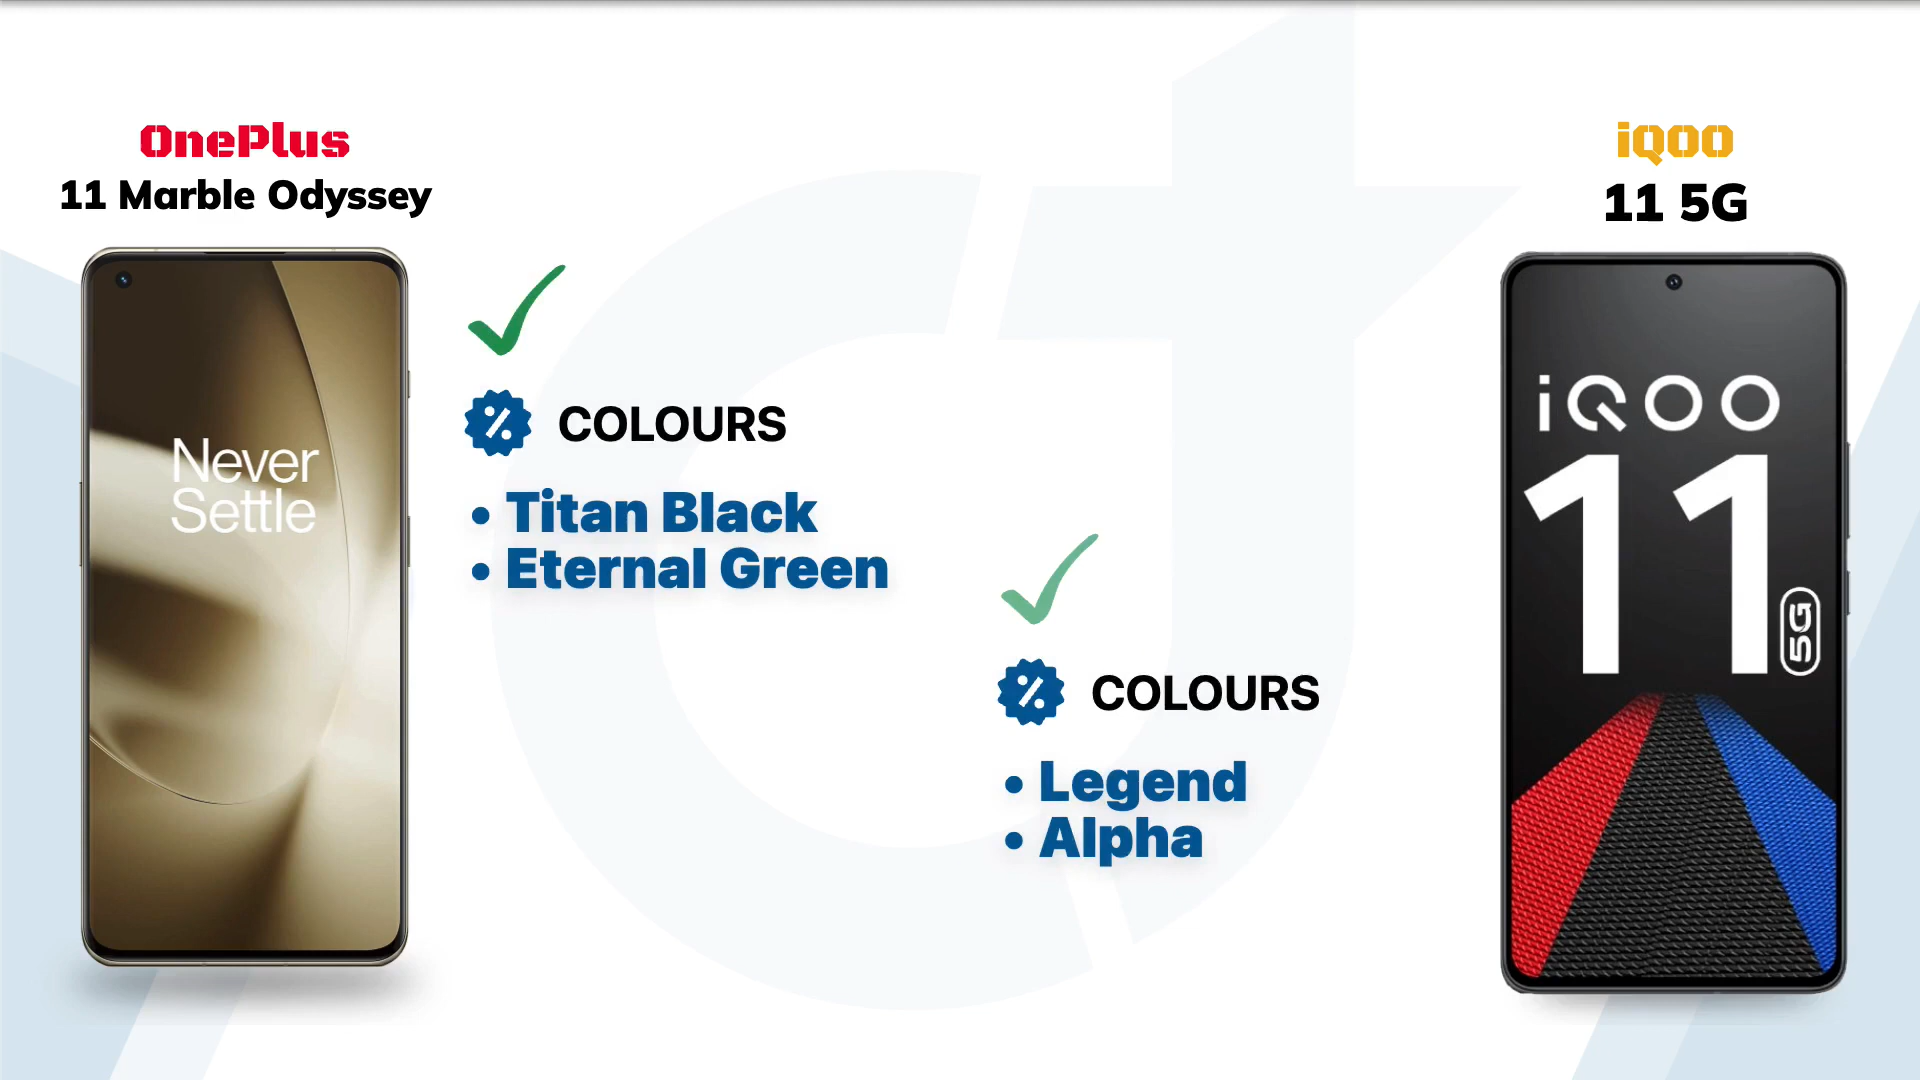 OnePlus
11 Marble Odyssey
Never
Settle
COLOURS
• Titan Black
• Eternal Green
COLOURS
• Legend
• Alpha
iQOO
11 5G
iQOO
11
5G